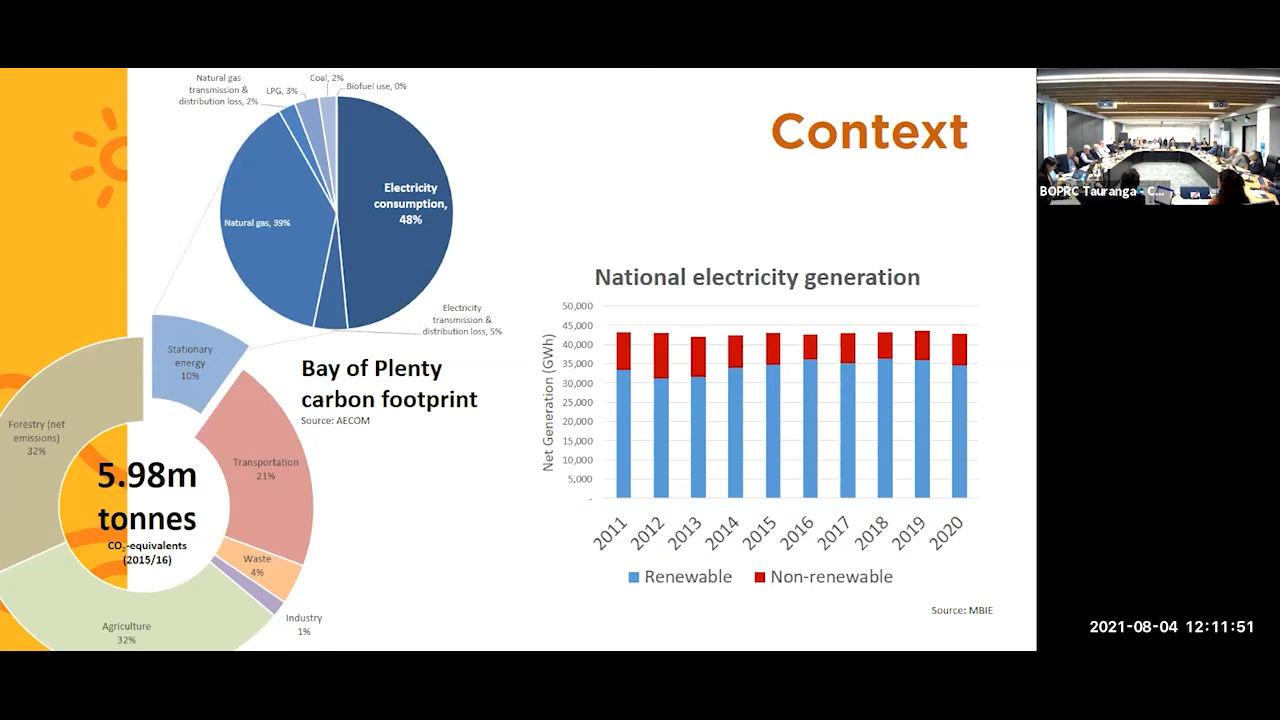 Context
Natural gas
transmission &
distribution loss, 2%
LPG, 3%
Coal, 2%
Biofuel use, 0%
Electricity
consumption,
48%
Natural gas, 39%
Electricity
transmission &
distribution loss, 5%
Stationary
energy
10%
Bay of Plenty
carbon footprint
Source: AECOM
Forestry (net
emissions)
32%
Transportation
21%
5.98m
tonnes
CO₂-equivalents
(2015/16)
Waste
4%
Industry
1%
Agriculture
32%
National electricity generation
Net Generation (GWh)
50,000
45,000
40,000
35,000
30,000
25,000
20,000
15,000
10,000
5,000
-
2011
2012
2013
2014
2015
2016
2017
2018
2019
2020
Renewable
Non-renewable
Source: MBIE
BOPRC Tauranga - C...
2021-08-04 12:11:51